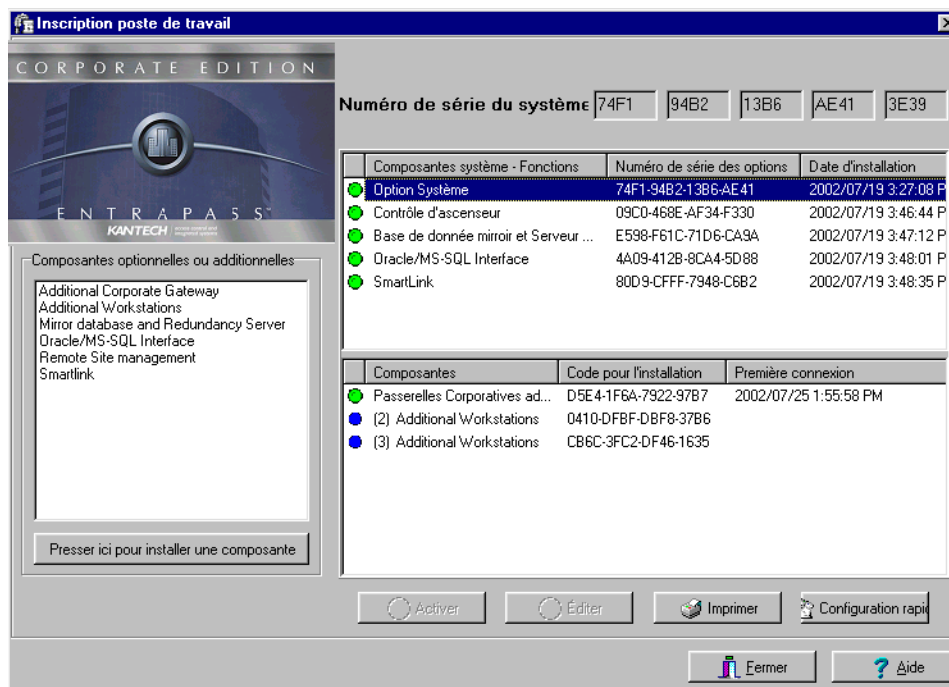 Inscription poste de travail
CORPORATE EDITION
ENTRAPASS
KANTECH
Numéro de série du système 74F1 94B2 13B6 AE41 3E39
Composantes système - Fonctions Numéro de série des options Date d'installation
Option Système 74F1-94B2-13B6-AE41 2002/07/19 3:27:08 P
Contrôle d'ascenseur 09C0-468E-AF34-F330 2002/07/19 3:46:44 P
Base de donnée mirroir et Serveur ... E598-F61C-71D6-CA9A 2002/07/19 3:47:12 P
Oracle/MS-SQL Interface 4A09-412B-8CA4-5D88 2002/07/19 3:48:01 P
SmartLink 80D9-CFFF-7948-C6B2 2002/07/19 3:48:35 P
Composantes optionnelles ou additionnelles
Additional Corporate Gateway
Additional Workstations
Mirror database and Redundancy Server
Oracle/MS-SQL Interface
Remote Site management
Smartlink
Presser ici pour installer une composante
Composantes Code pour l'installation Première connexion
Passerelles Corporatives ad... D5E4-1F6A-7922-97B7 2002/07/25 1:55:58 PM
(2) Additional Workstations 0410-DFBF-DBF8-37B6
(3) Additional Workstations CB6C-3FC2-DF46-1635
Activer Éditer Imprimer Configuration rapi
Fermer Aide